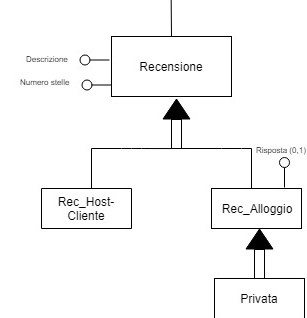 Descrizione
Recensione
Numero stelle
Risposta (0,1)
Rec_Host-
Cliente
Rec_Alloggio
Privata